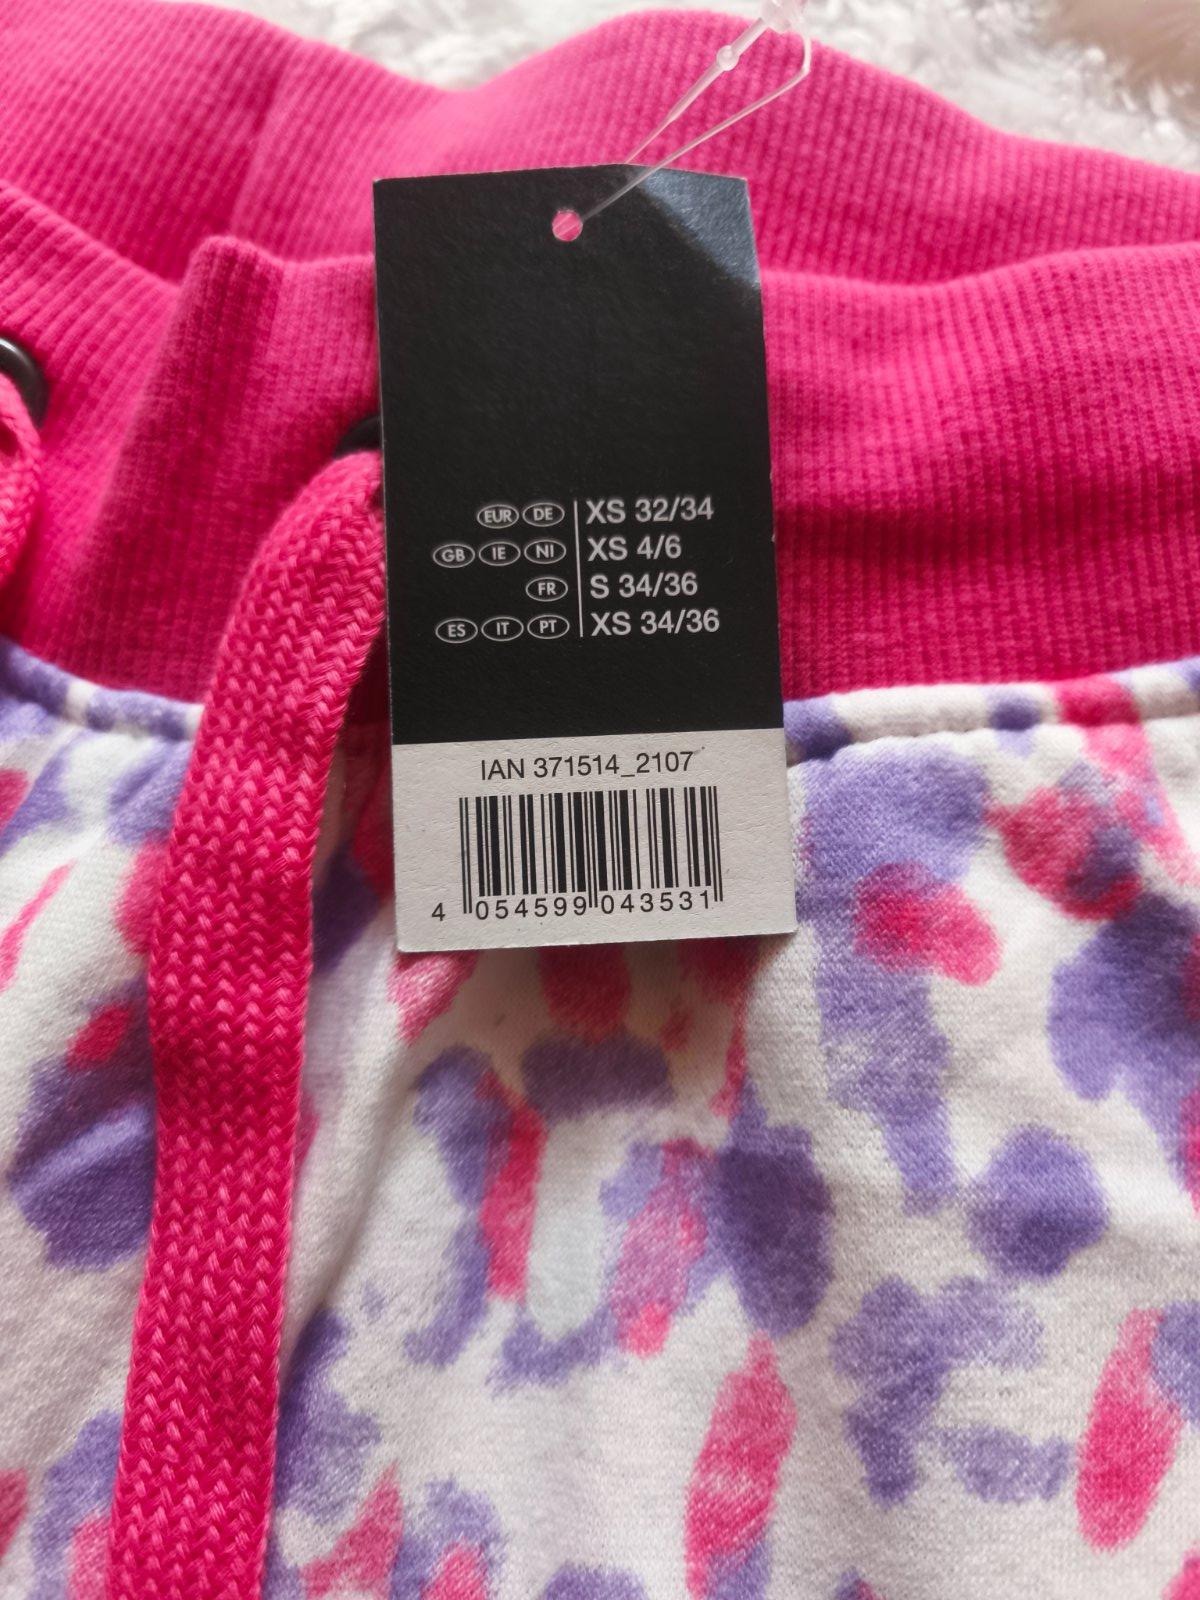 EUR DE XS 32/34
GB IE NI XS 4/6
FR S 34/36
ES IT PT XS 34/36
IAN 371514_2107
4 054599 043531